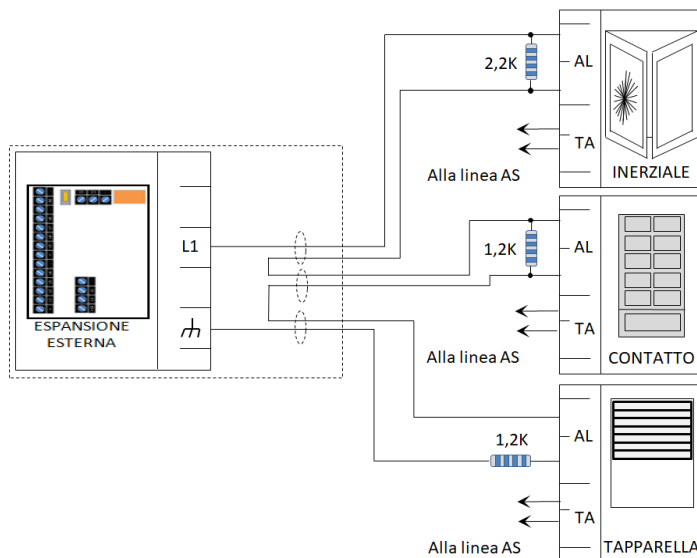 2,2K
AL
TA
Alla linea AS
INERZIALE
L1
ESPANSIONE
ESTERNA
1,2K
AL
TA
Alla linea AS
CONTATTO
1,2K
AL
TA
Alla linea AS
TAPPARELLA